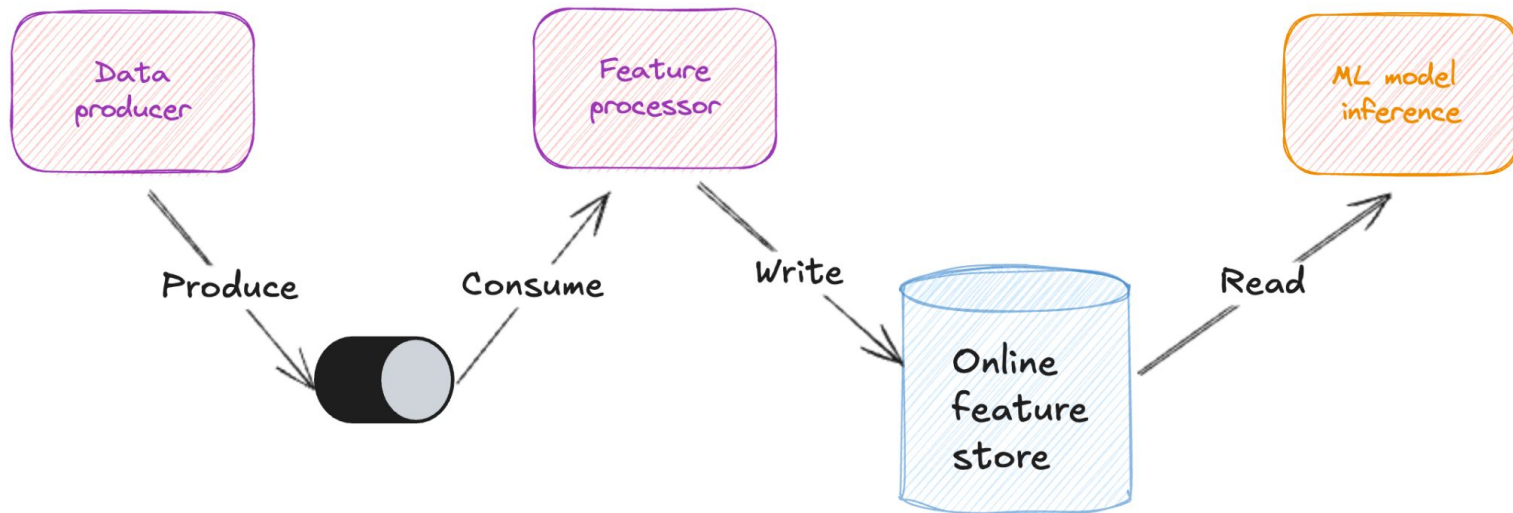 Data
producer
Feature
processor
ML model
inference
Produce
Consume
Write
Read
Online
feature
store